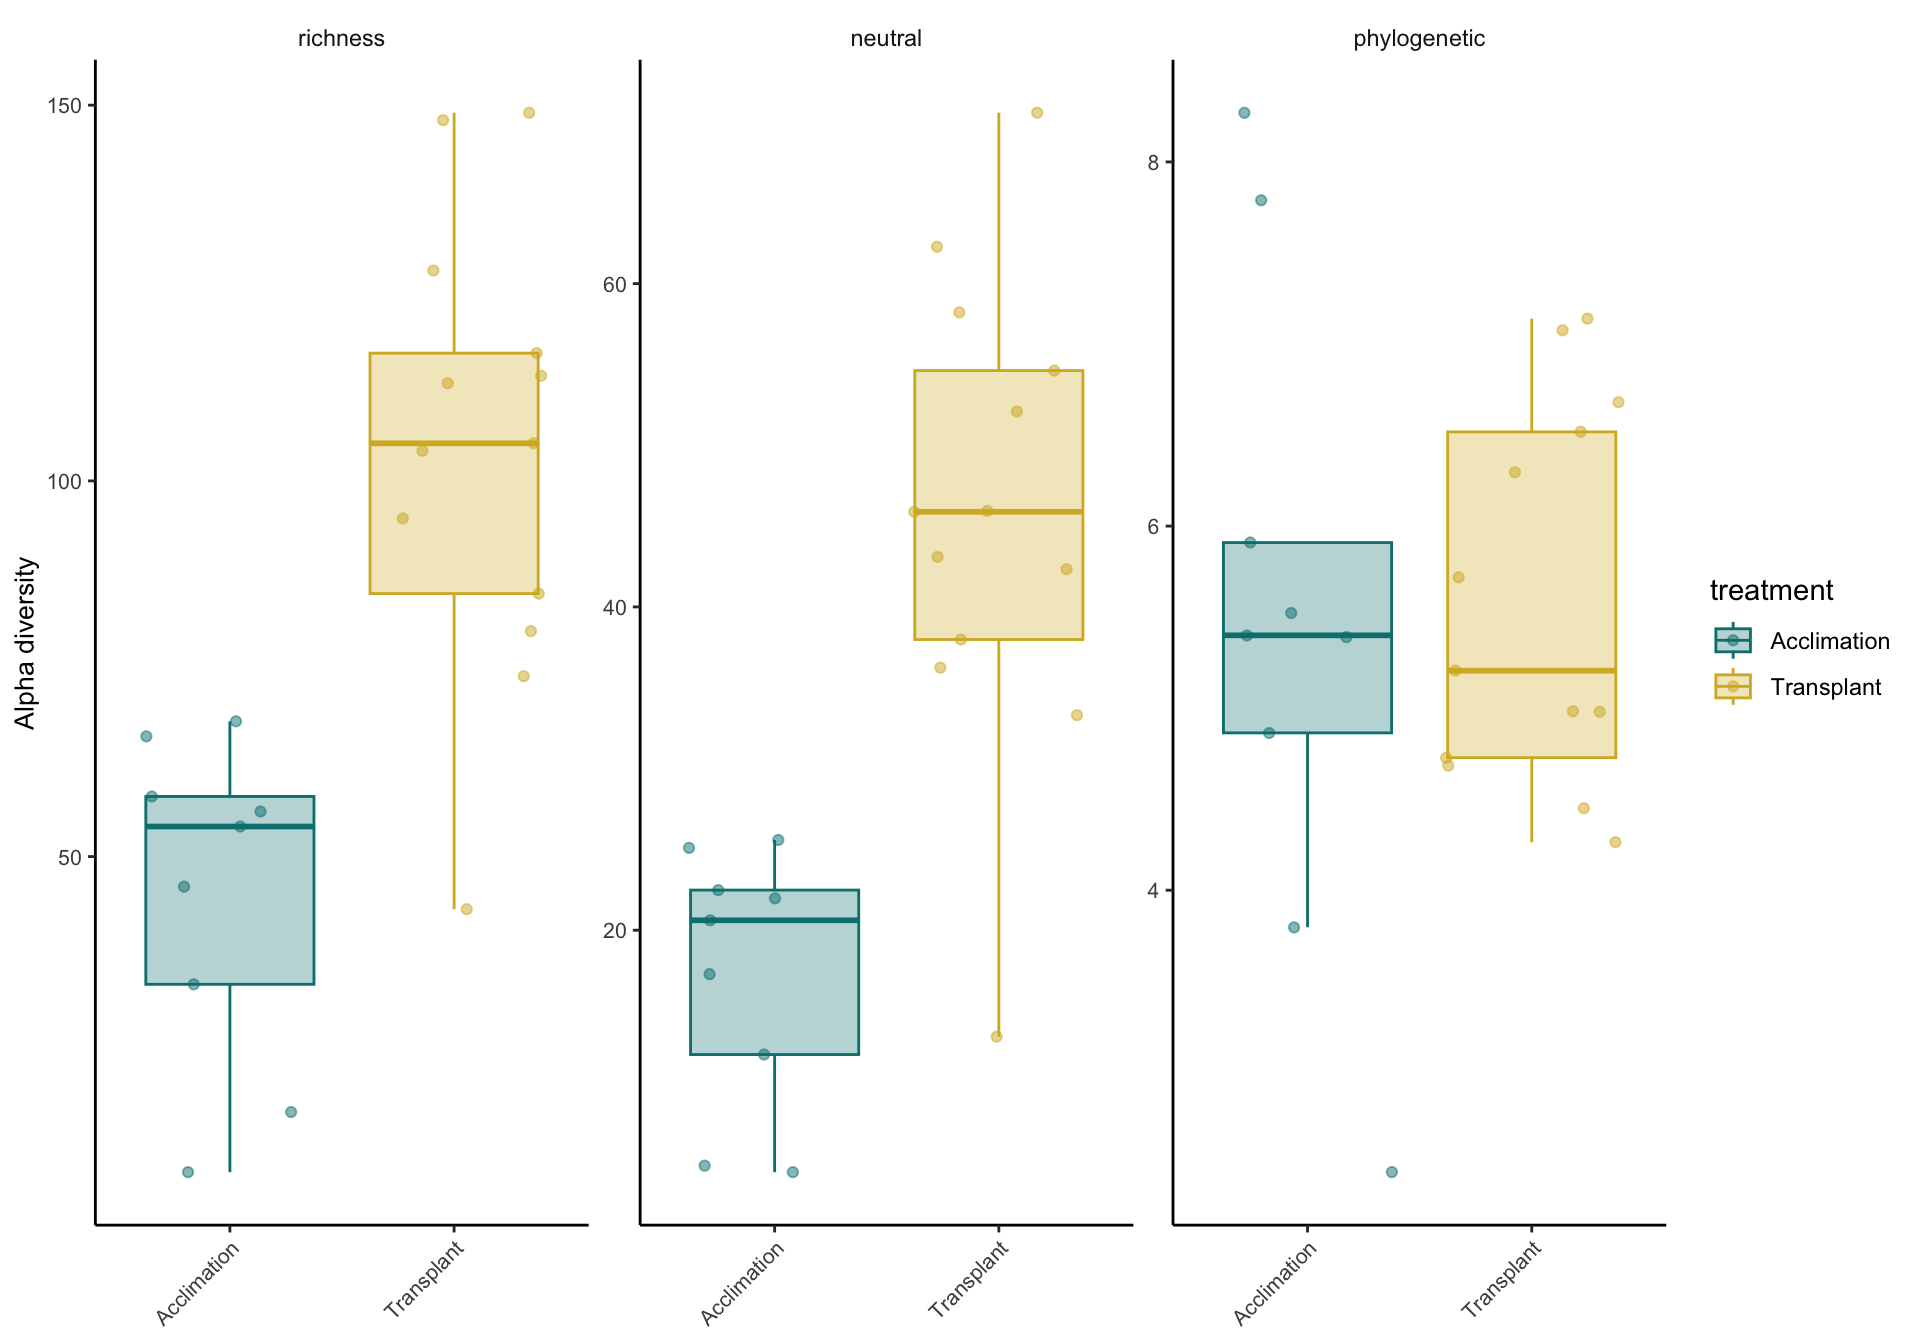 richness
neutral
phylogenetic
Alpha diversity
150
100
50
60
40
20
8
6
4
Acclimation
Transplant
Acclimation
Transplant
Acclimation
Transplant
treatment
Acclimation
Transplant